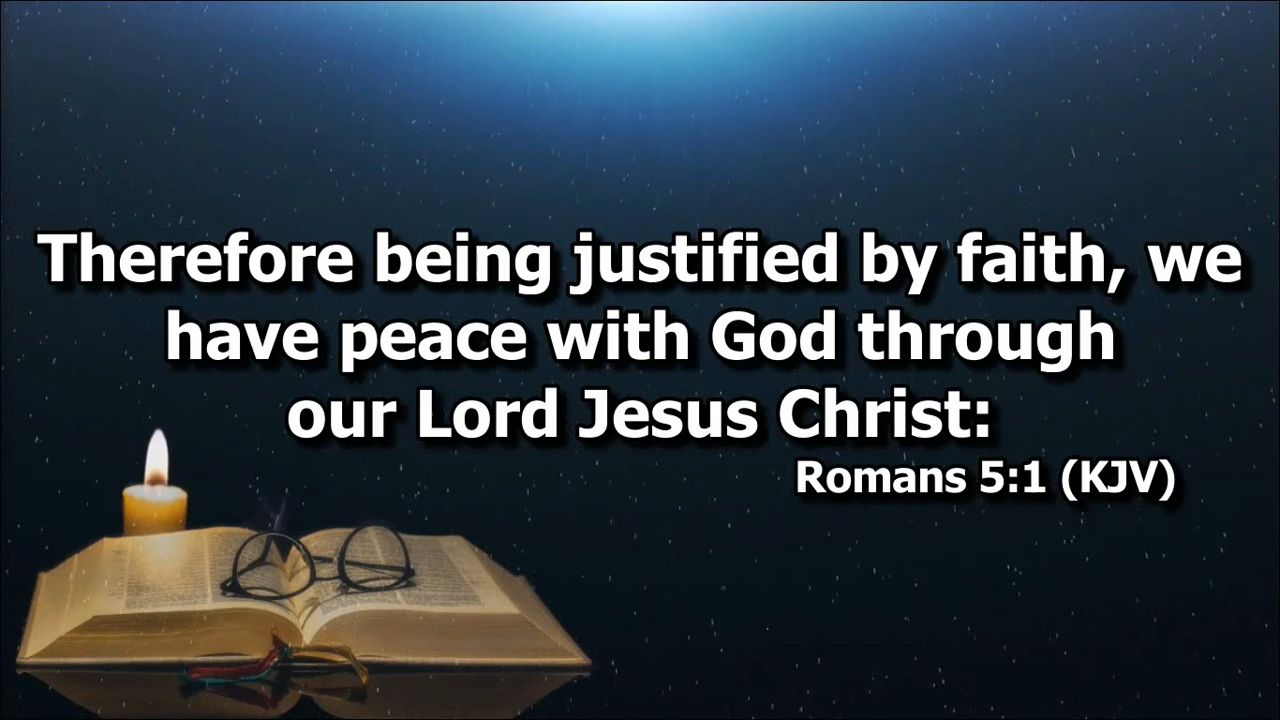 Therefore being justified by faith, we
have peace with God through
our Lord Jesus Christ:
Romans 5:1 (KJV)